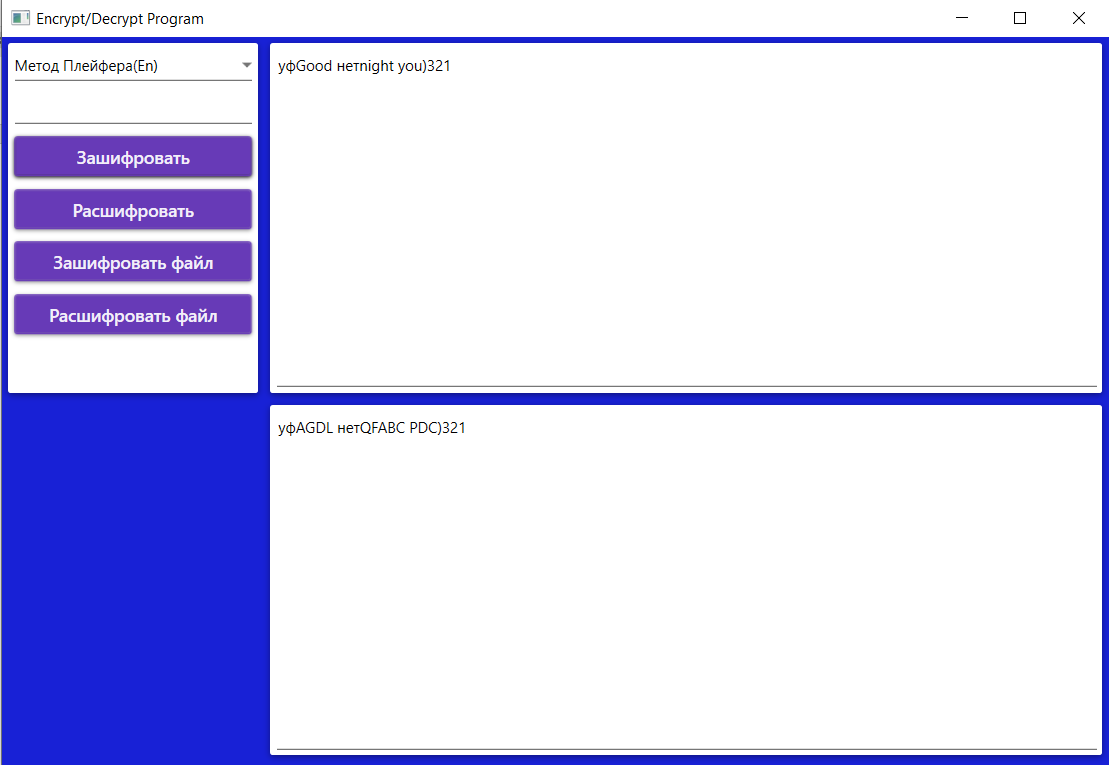 Encrypt/Decrypt Program
Метод Плейфера(En)
Зашифровать
Расшифровать
Зашифровать файл
Расшифровать файл
уфGood нетnight you)321
уфAGDL нетQFABC PDC)321